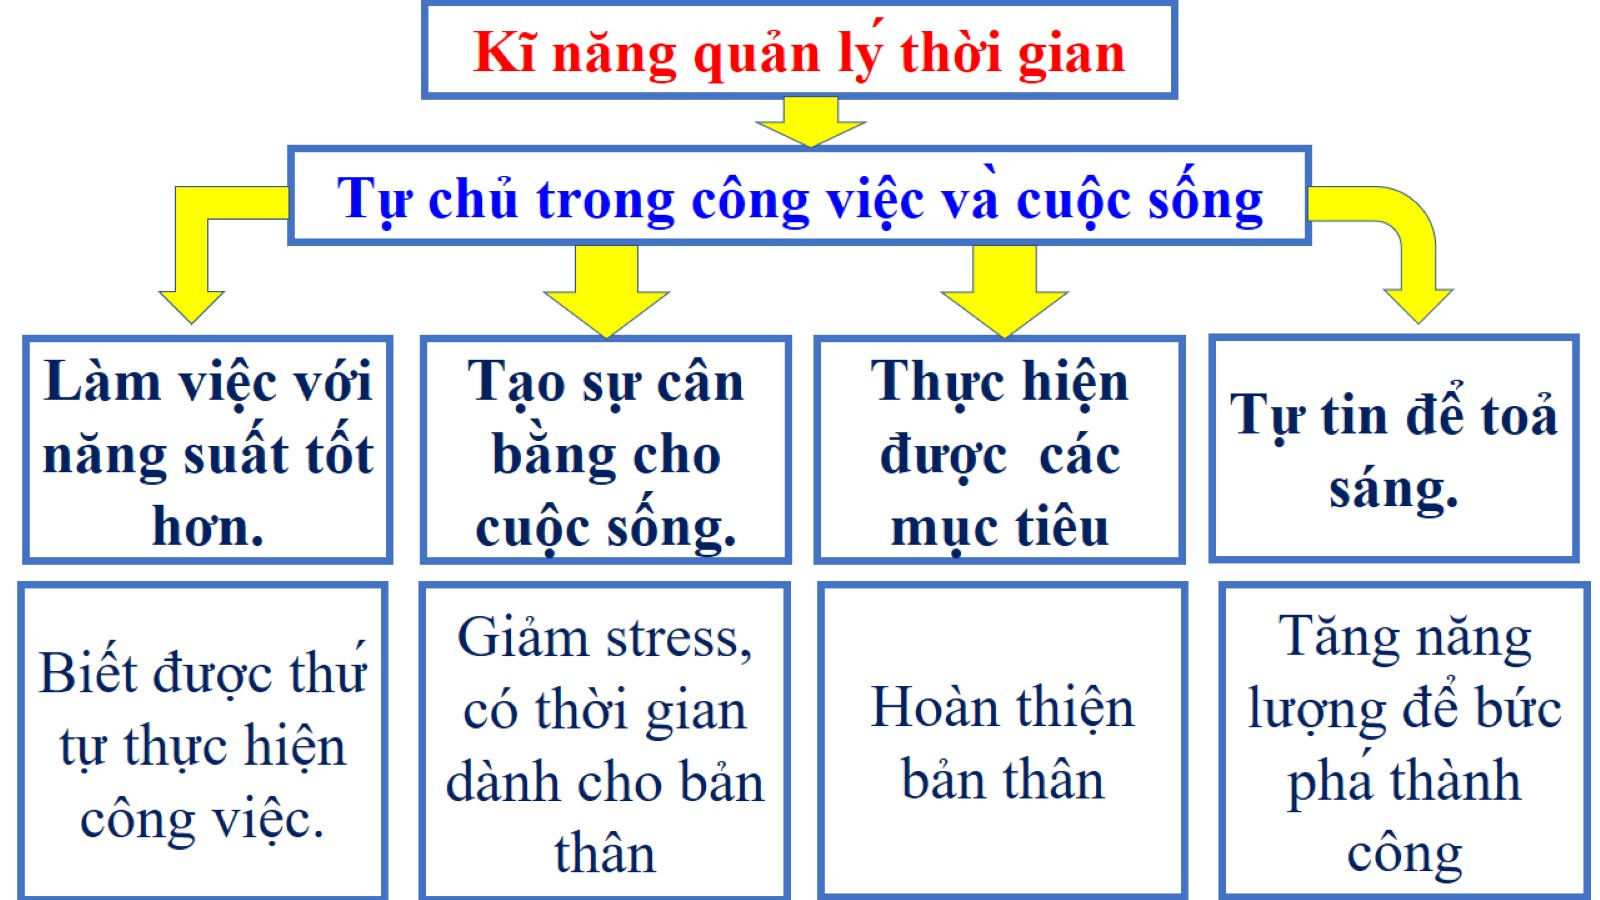 Kĩ năng quản lý thời gian
Tự chủ trong công việc và cuộc sống
Làm việc với
năng suất tốt
hơn.
Tạo sự cân
bằng cho
cuộc sống.
Thực hiện
được các
mục tiêu
Tự tin để toả
sáng.
Biết được thứ
tự thực hiện
công việc.
Giảm stress,
có thời gian
dành cho bản
thân
Hoàn thiện
bản thân
Tăng năng
lượng để bức
phá thành
công